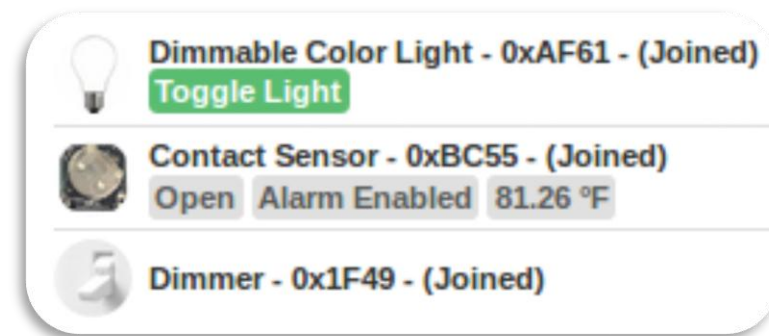 Dimmable Color Light - 0xAF61 - (Joined)
Toggle Light
Contact Sensor - 0xBC55 - (Joined)
Open Alarm Enabled 81.26 ºF
Dimmer - 0x1F49 - (Joined)